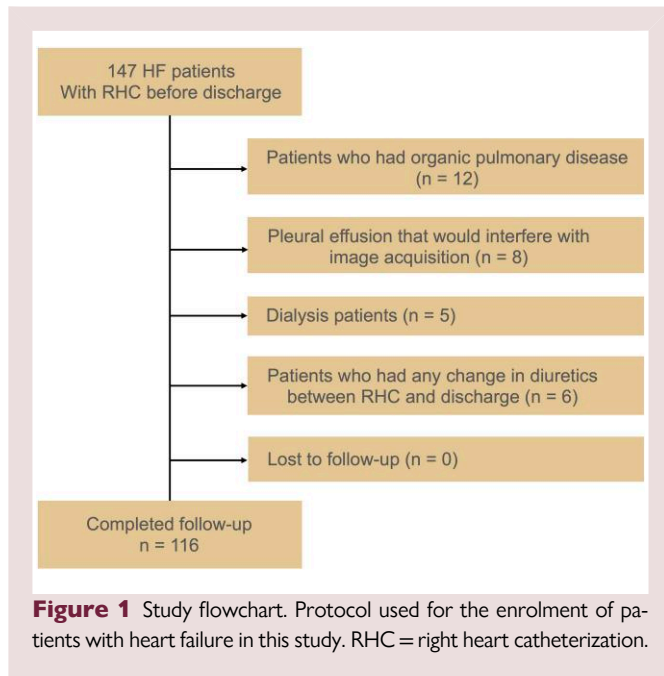 147 HF patients
With RHC before discharge
Patients who had organic pulmonary disease
(n = 12)
Pleural effusion that would interfere with
image acquisition (n = 8)
Dialysis patients (n = 5)
Patients who had any change in diuretics
between RHC and discharge (n = 6)
Lost to follow-up (n = 0)
Completed follow-up
n = 116
Figure 1 Study flowchart. Protocol used for the enrolment of pa-
tients with heart failure in this study. RHC = right heart catheterization.